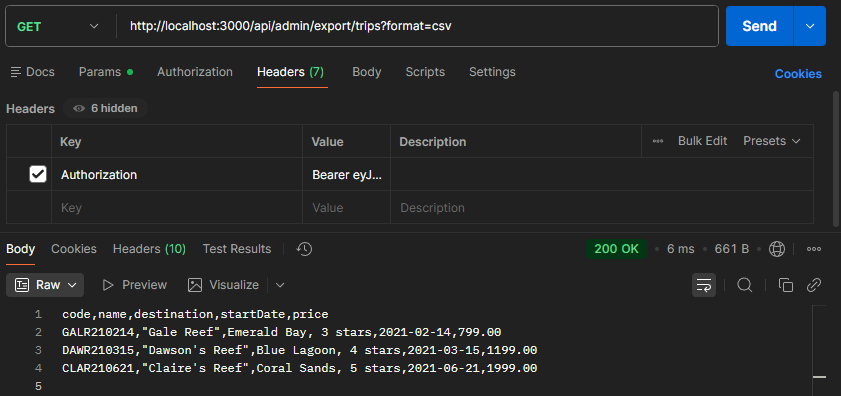 GET http://localhost:3000/api/admin/export/trips?format=csv Send
Docs Params Authorization Headers (7) Body Scripts Settings Cookies
Headers 6 hidden
Key Value Description Bulk Edit Presets
Authorization Bearer eyJ...
Key Value Description
Body Cookies Headers (10) Test Results 200 OK 6 ms 661 B
Raw Preview Visualize
1 code,name,destination,startDate,price
2 GALR210214,"Gale Reef",Emerald Bay, 3 stars,2021-02-14,799.00
3 DAWR210315,"Dawson's Reef",Blue Lagoon, 4 stars,2021-03-15,1199.00
4 CLAR210621,"Claire's Reef",Coral Sands, 5 stars,2021-06-21,1999.00
5